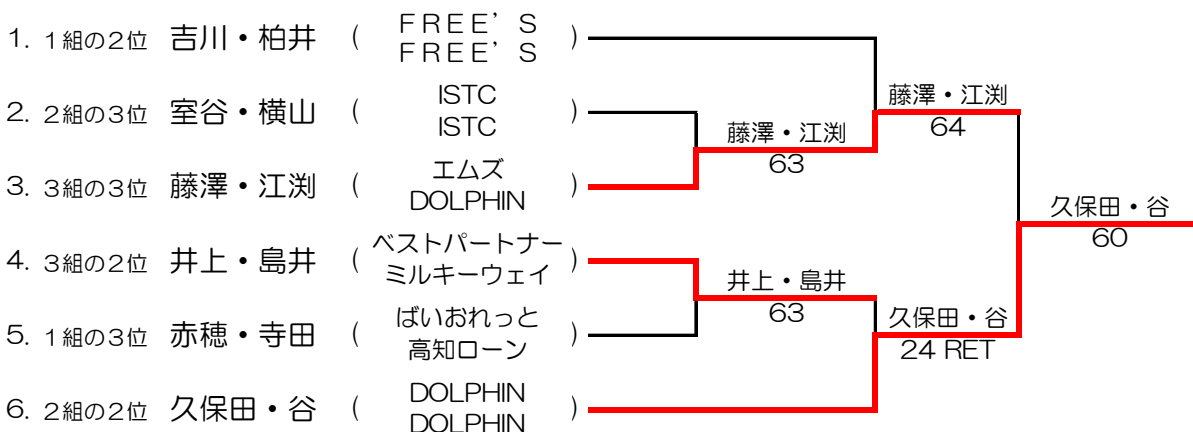 1. 1組の2位 吉川・柏井 ( FREE'S FREE'S )
2. 2組の3位 室谷・横山 ( ISTC ISTC )
3. 3組の3位 藤澤・江渕 ( エムズ DOLPHIN )
4. 3組の2位 井上・島井 ( ベストパートナー ミルキーウェイ )
5. 1組の3位 赤穂・寺田 ( ばいおれっと 高知ローン )
6. 2組の2位 久保田・谷 ( DOLPHIN DOLPHIN )
藤澤・江渕
63
井上・島井
63
藤澤・江渕
64
久保田・谷
24 RET
久保田・谷
60